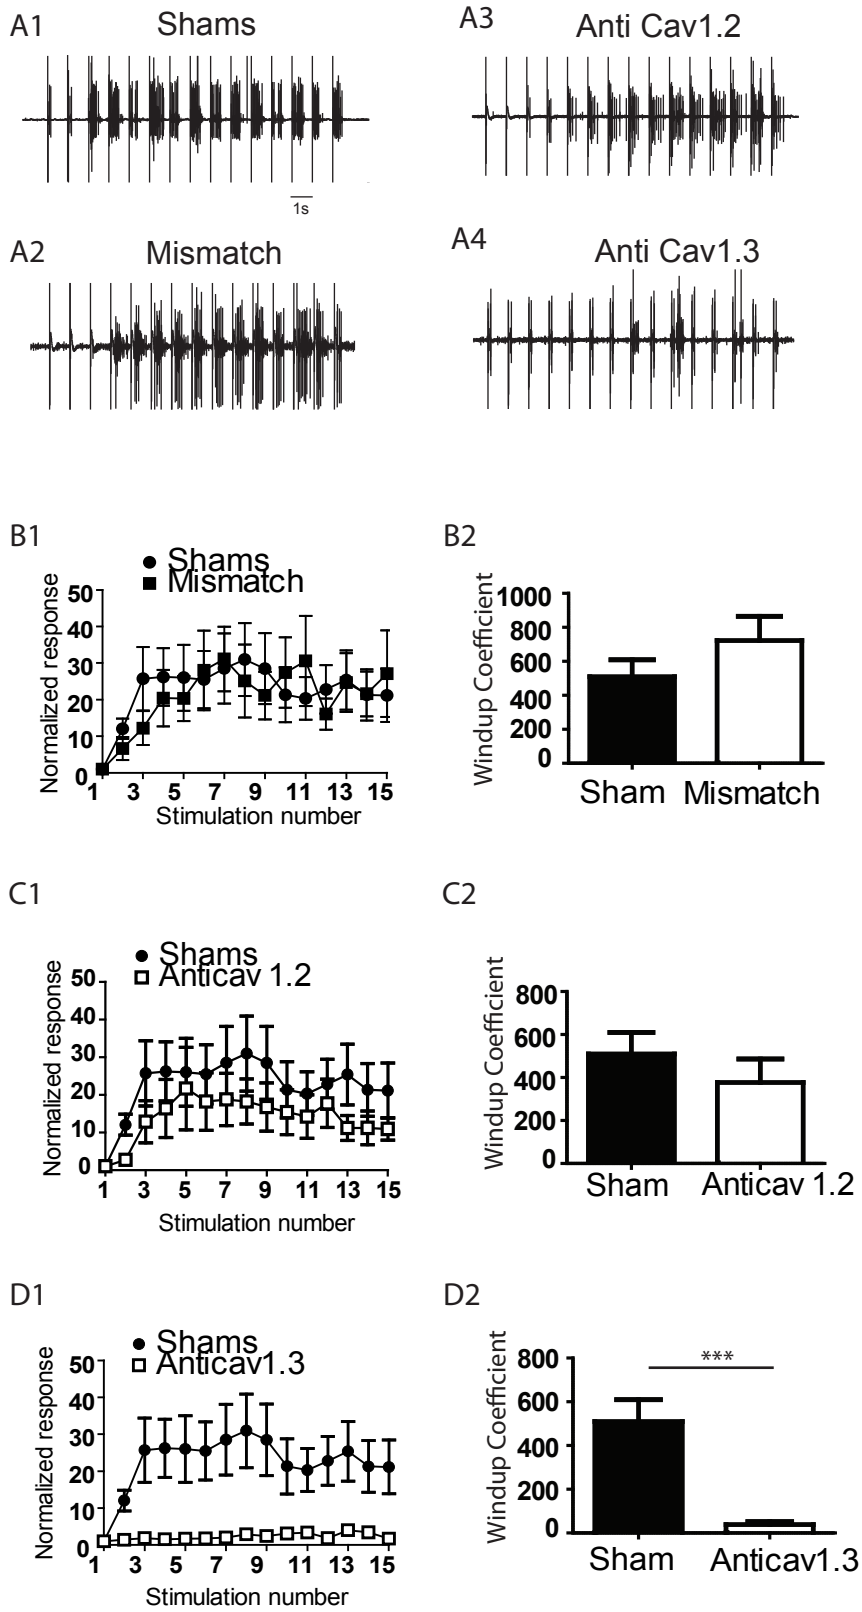 A1 Shams
1s
A3 Anti Cav1.2
A2 Mismatch
A4 Anti Cav1.3
B1
Shams
Mismatch
Normalized response
50
40
30
20
10
0
1 3 5 7 9 11 13 15
Stimulation number
B2
Windup Coefficient
1000
800
600
400
200
0
Sham Mismatch
C1
Shams
Anticav 1.2
Normalized response
50
40
30
20
10
0
1 3 5 7 9 11 13 15
Stimulation number
C2
Windup Coefficient
800
600
400
200
0
Sham Anticav 1.2
D1
Shams
Anticav1.3
Normalized response
50
40
30
20
10
0
1 3 5 7 9 11 13 15
Stimulation number
D2
Windup Coefficient
800
600
400
200
0
***
Sham Anticav1.3